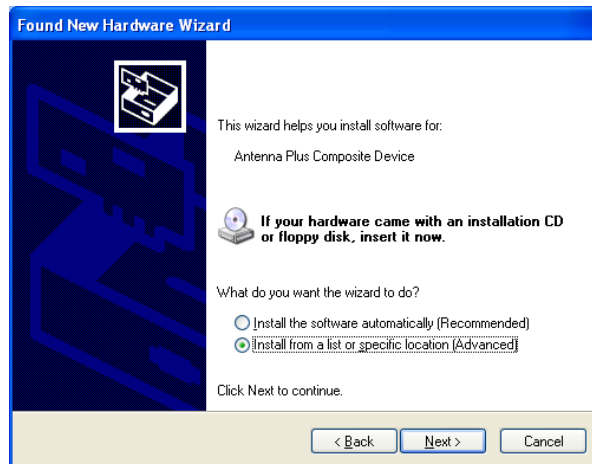 Found New Hardware Wizard
This wizard helps you install software for:
Antenna Plus Composite Device
If your hardware came with an installation CD
or floppy disk, insert it now.
What do you want the wizard to do?
Install the software automatically (Recommended)
Install from a list or specific location (Advanced)
Click Next to continue.
< Back Next > Cancel